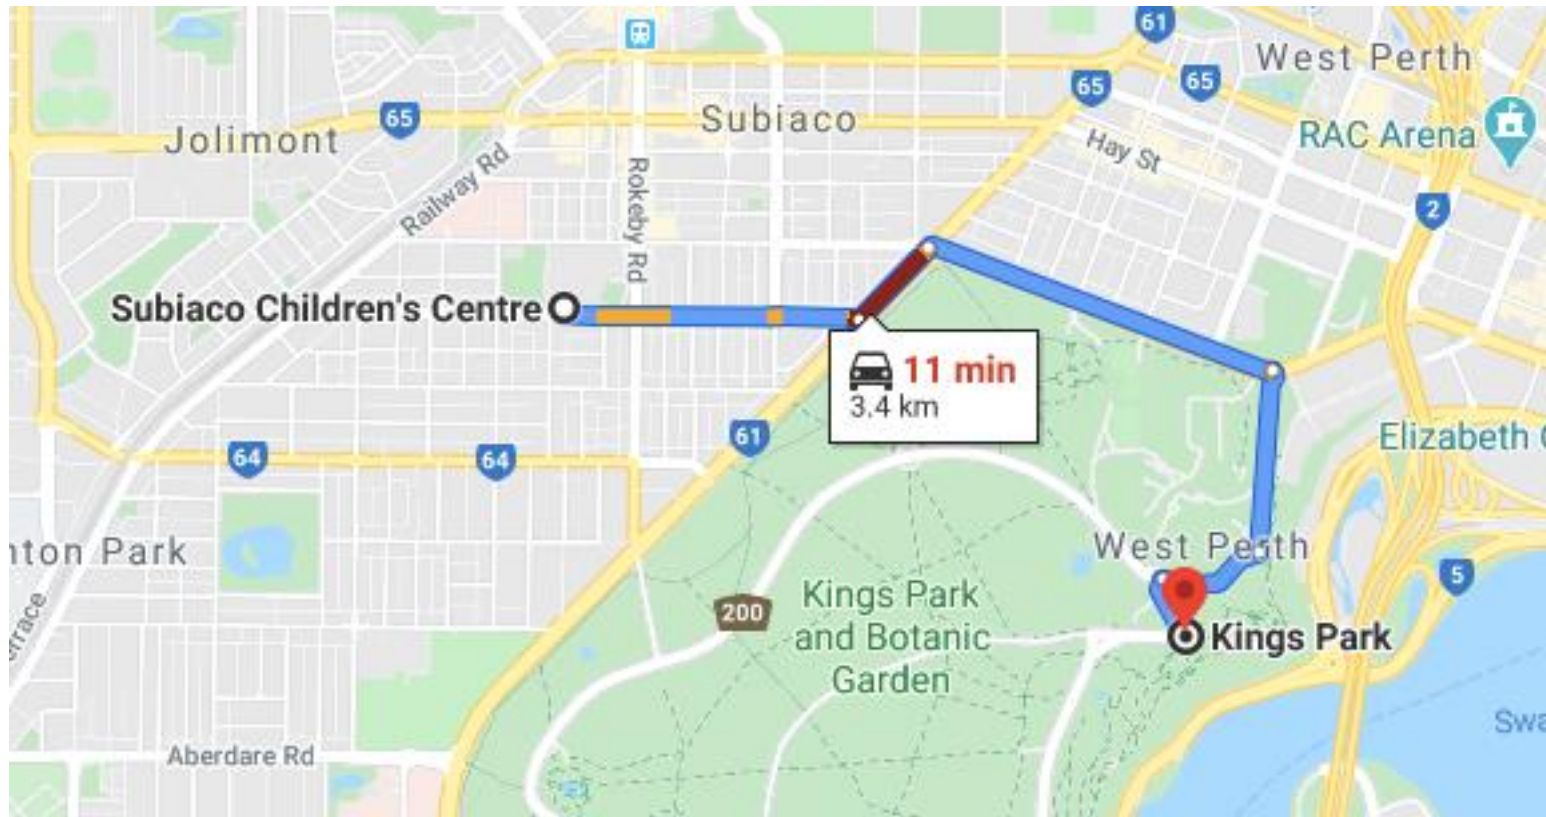 61
West Perth
65
65
65
Subiaco
RAC Arena
Jolimont
Hay St
Railway Rd
Rokeby Rd
2
Subiaco Children's Centre
11 min
3.4 km
61
Elizabeth
64
64
nton Park
West Perth
5
Kings Park
and Botanic
Garden
200
errace
Kings Park
Swa
Aberdare Rd